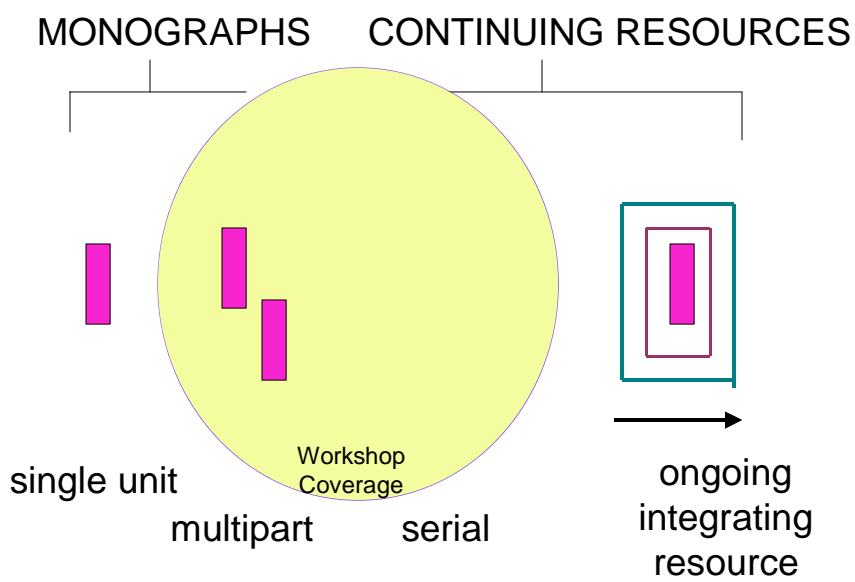 MONOGRAPHS
CONTINUING RESOURCES
Workshop
Coverage
single unit
multipart
serial
ongoing
integrating
resource